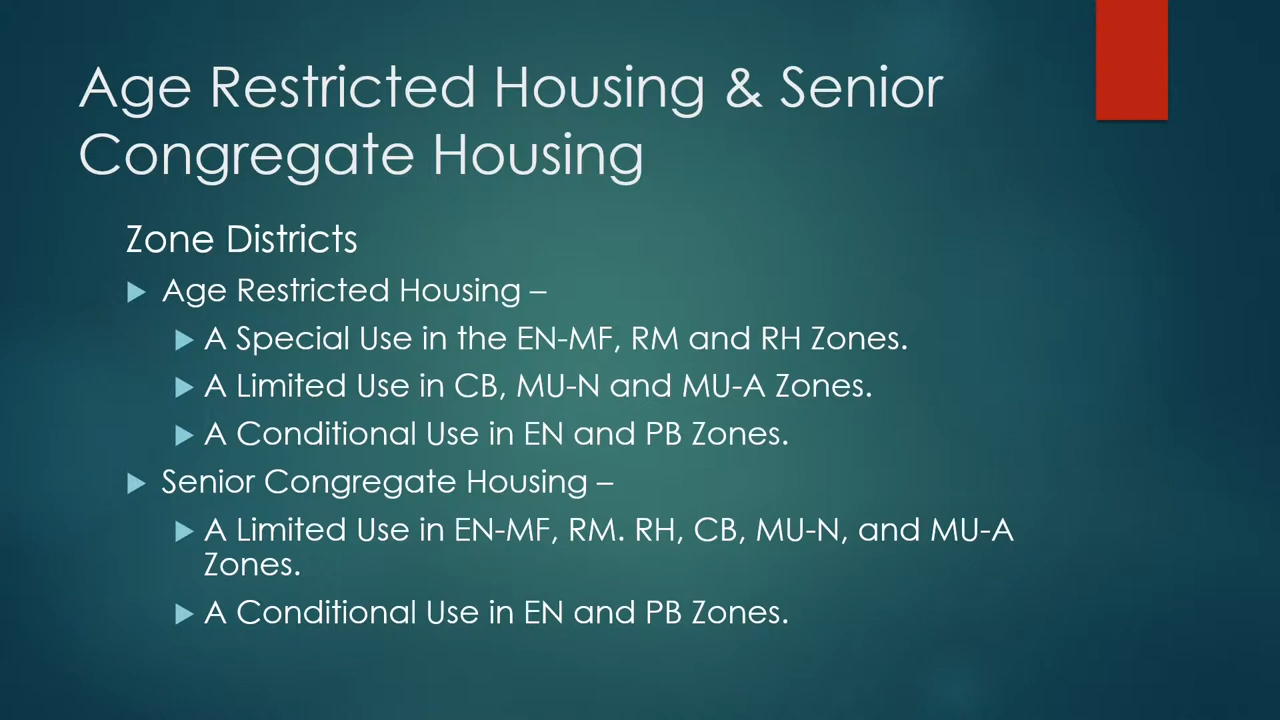 Age Restricted Housing & Senior
Congregate Housing
Zone Districts
Age Restricted Housing –
A Special Use in the EN-MF, RM and RH Zones.
A Limited Use in CB, MU-N and MU-A Zones.
A Conditional Use in EN and PB Zones.
Senior Congregate Housing –
A Limited Use in EN-MF, RM. RH, CB, MU-N, and MU-A
Zones.
A Conditional Use in EN and PB Zones.